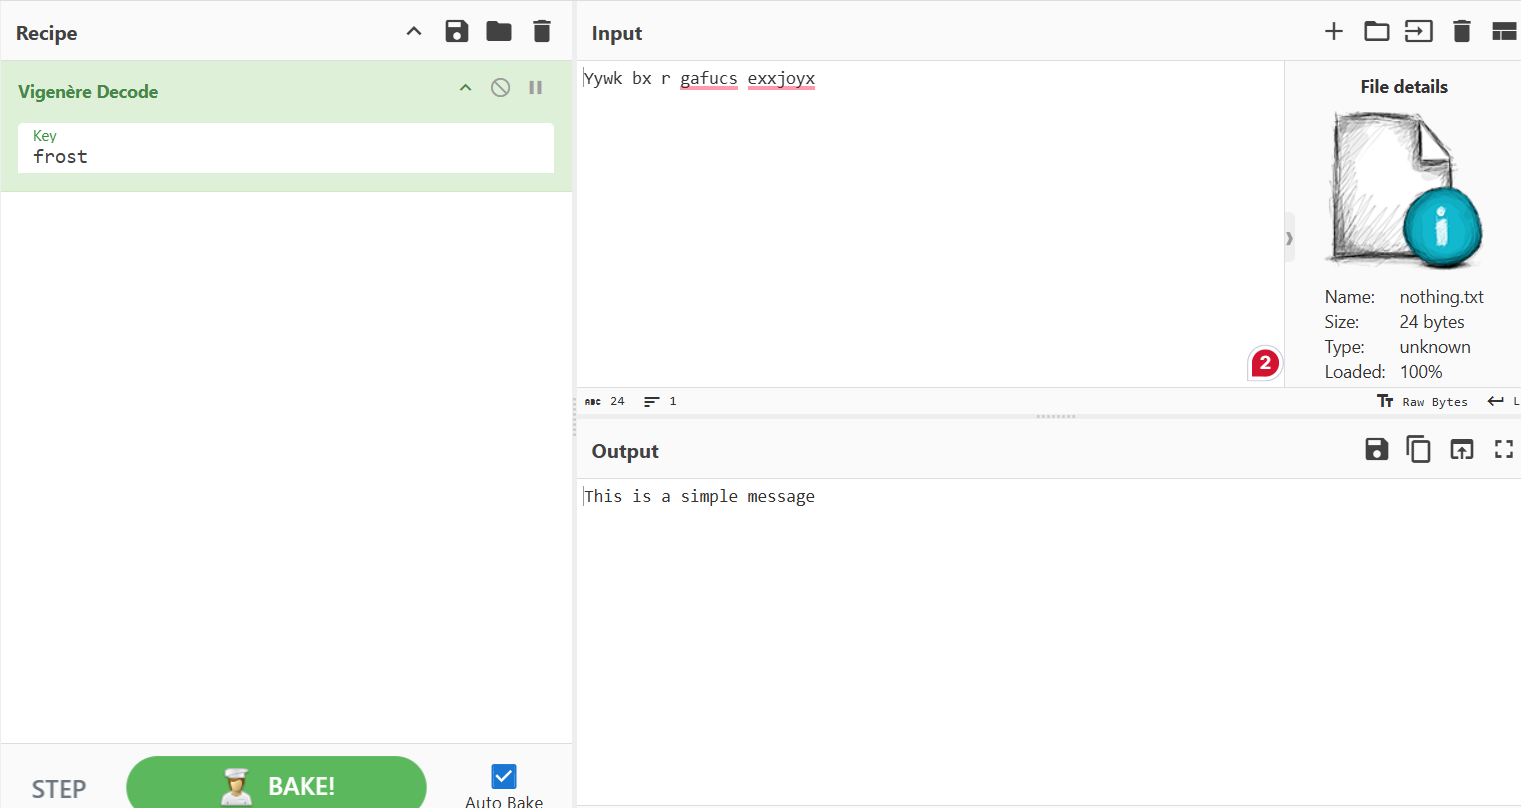 Recipe
Vigenère Decode
Key
frost
STEP
BAKE!
Auto Bake
Input
Yywk bx r gafucs exxjoyx
File details
Name: nothing.txt
Size: 24 bytes
Type: unknown
Loaded: 100%
2
ABC 24 1
Raw Bytes L
Output
This is a simple message